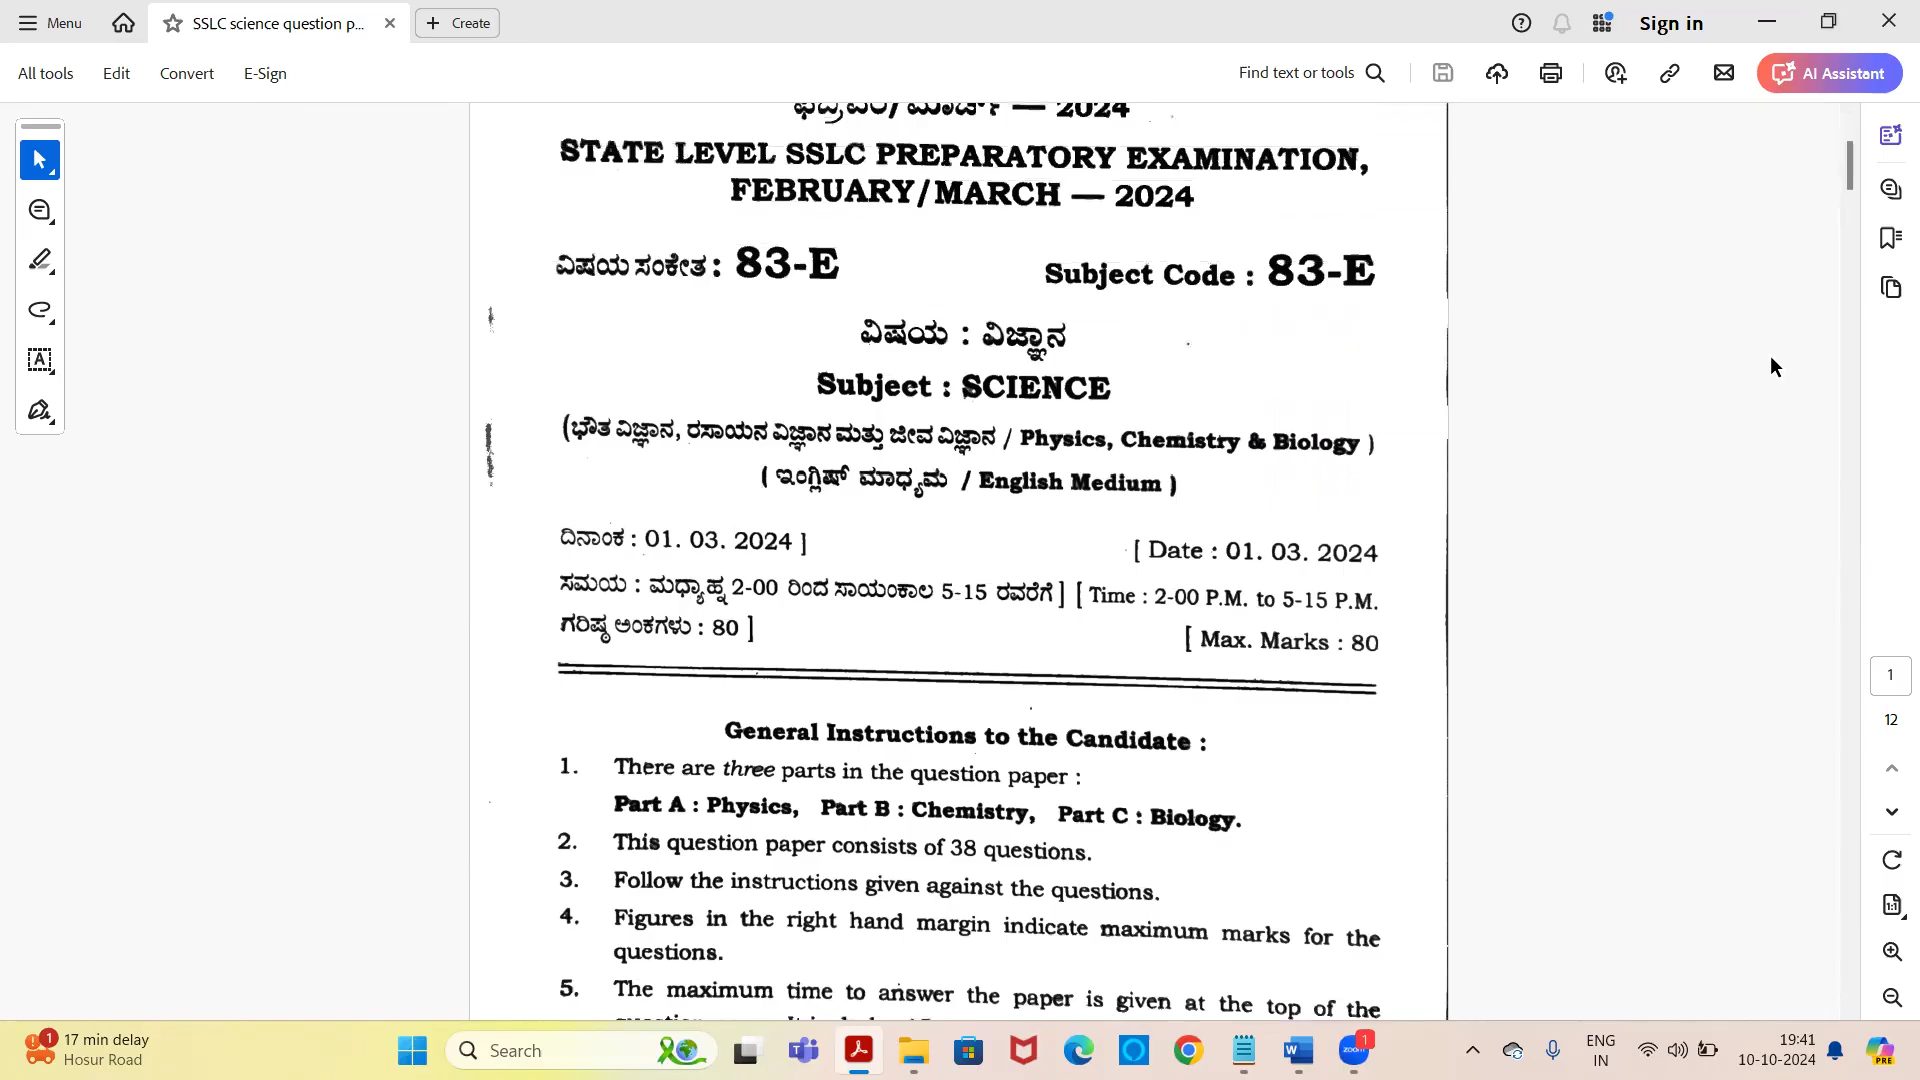 Menu
SSLC science question p...
Create
Sign in
All tools
Edit
Convert
E-Sign
Find text or tools
AI Assistant
ಫೆಬ್ರವರಿ/ಮಾರ್ಚ್ — 2024
STATE LEVEL SSLC PREPARATORY EXAMINATION,
FEBRUARY/MARCH — 2024
ವಿಷಯ ಸಂಕೇತ : 83-E
Subject Code : 83-E
ವಿಷಯ : ವಿಜ್ಞಾನ
Subject : SCIENCE
(ಭೌತ ವಿಜ್ಞಾನ, ರಸಾಯನ ವಿಜ್ಞಾನ ಮತ್ತು ಜೀವ ವಿಜ್ಞಾನ / Physics, Chemistry & Biology )
( ಇಂಗ್ಲಿಷ್ ಮಾಧ್ಯಮ / English Medium )
ದಿನಾಂಕ : 01. 03. 2024 ]
[ Date : 01. 03. 2024
ಸಮಯ : ಮಧ್ಯಾಹ್ನ 2-00 ರಿಂದ ಸಾಯಂಕಾಲ 5-15 ರವರೆಗೆ ] [ Time : 2-00 P.M. to 5-15 P.M.
ಗರಿಷ್ಠ ಅಂಕಗಳು : 80 ]
[ Max. Marks : 80
General Instructions to the Candidate :
1. There are three parts in the question paper :
Part A : Physics, Part B : Chemistry, Part C : Biology.
2. This question paper consists of 38 questions.
3. Follow the instructions given against the questions.
4. Figures in the right hand margin indicate maximum marks for the
questions.
5. The maximum time to answer the paper is given at the top of the
1
12
1
17 min delay
Hosur Road
Search
zoom
1
ENG
IN
19:41
10-10-2024
PRE